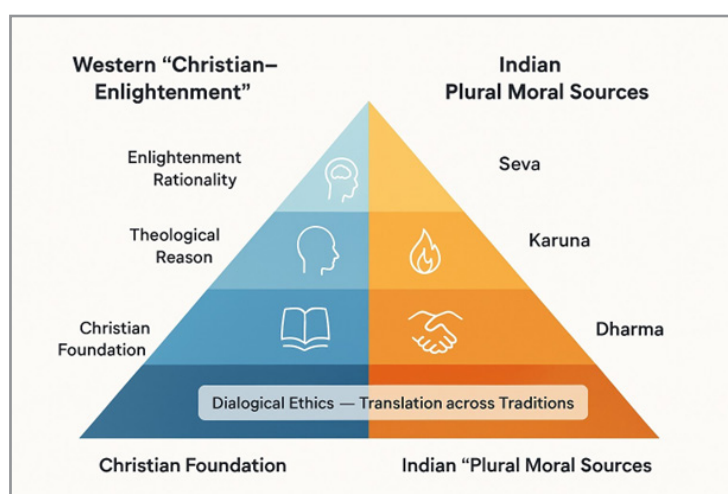 Western “Christian–
Enlightenment”
Indian
Plural Moral Sources
Enlightenment
Rationality
Seva
Theological
Reason
Karuna
Christian
Foundation
Dharma
Dialogical Ethics — Translation across Traditions
Christian Foundation
Indian “Plural Moral Sources